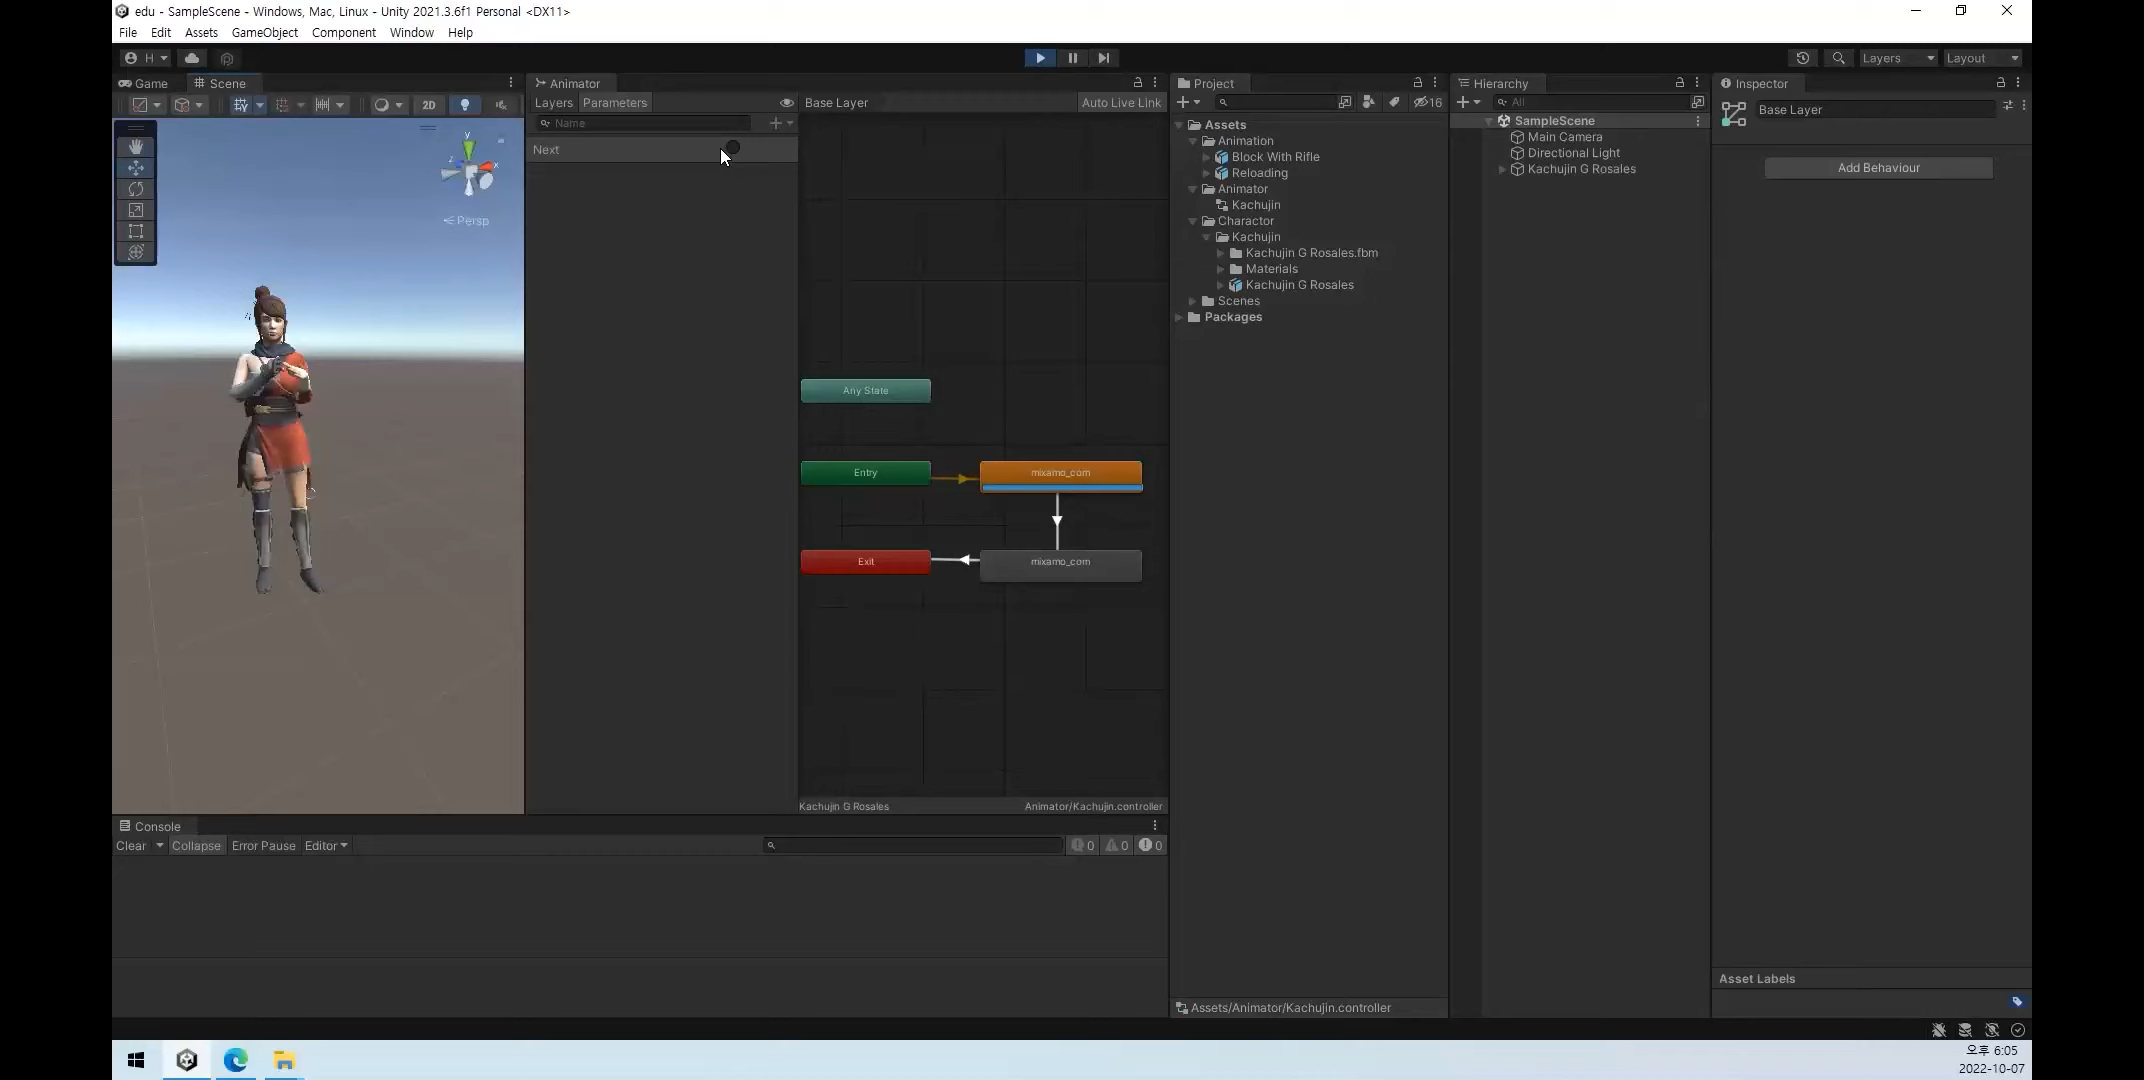 edu - SampleScene - Windows, Mac, Linux - Unity 2021.3.6f1 Personal <DX11>
File Edit Assets GameObject Component Window Help
H Layers Layout
Game Scene
2D
y
x
z
Persp
Animator
Layers Parameters Base Layer Auto Live Link
Name
Next
Any State
Entry mixamo_com
Exit mixamo_com
Kachujin G Rosales Animator/Kachujin.controller
Console
Clear Collapse Error Pause Editor 0 0 0
Project
16
Assets
Animation
Block With Rifle
Reloading
Animator
Kachujin
Charactor
Kachujin
Kachujin G Rosales.fbm
Materials
Kachujin G Rosales
Scenes
Packages
Assets/Animator/Kachujin.controller
Hierarchy
All
SampleScene
Main Camera
Directional Light
Kachujin G Rosales
Inspector
Base Layer
Add Behaviour
Asset Labels
오후 6:05
2022-10-07